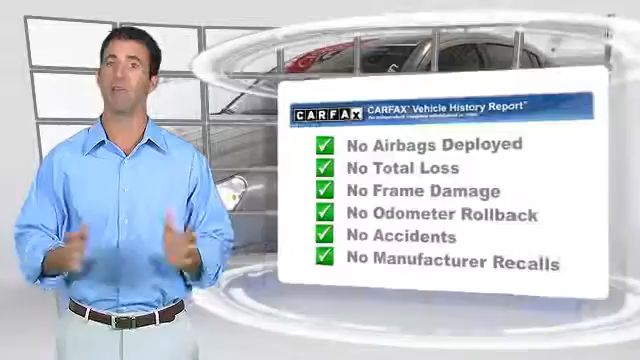 CARFAX
CARFAX Vehicle History Report™
No Airbags Deployed
No Total Loss
No Frame Damage
No Odometer Rollback
No Accidents
No Manufacturer Recalls